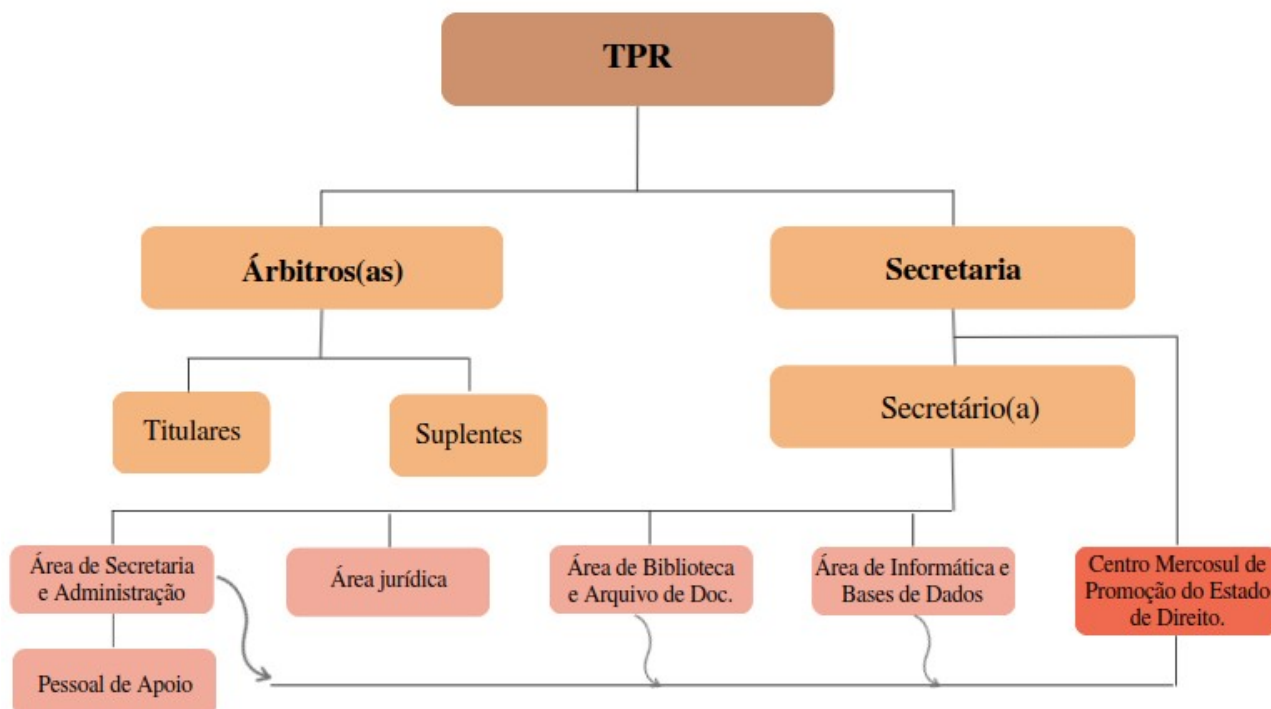 TPR
Árbitros(as)
Secretaria
Titulares
Suplentes
Secretário(a)
Área de Secretaria
e Administração
Área jurídica
Área de Biblioteca
e Arquivo de Doc.
Área de Informática e
Bases de Dados
Centro Mercosul de
Promoção do Estado
de Direito.
Pessoal de Apoio